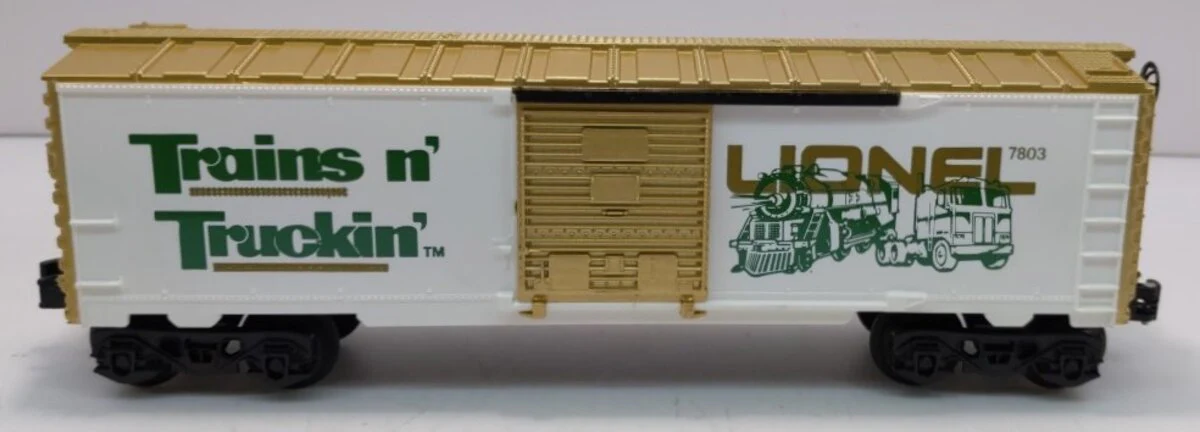 Trains n'
Truckin'™
LIONEL 7803